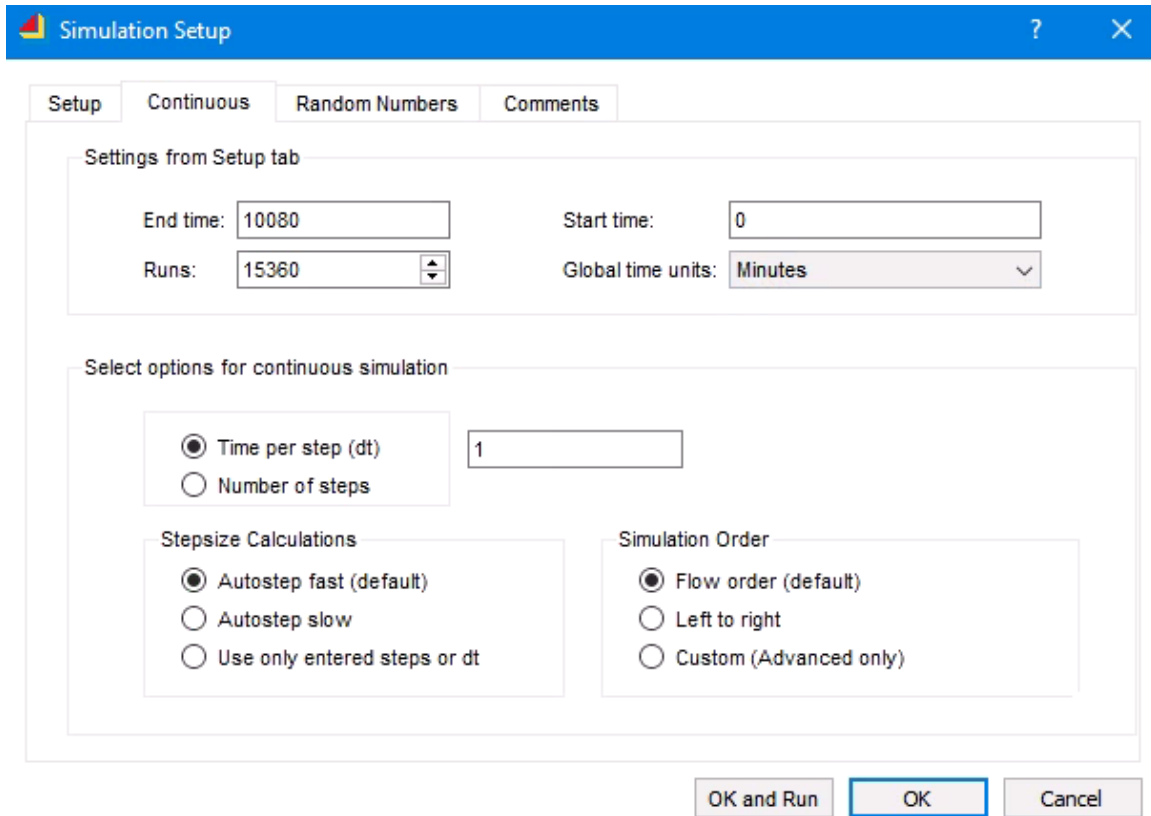 Simulation Setup ?
Setup Continuous Random Numbers Comments
Settings from Setup tab
End time: 10080 Start time: 0
Runs: 15360 Global time units: Minutes
Select options for continuous simulation
Time per step (dt) 1
Number of steps
Stepsize Calculations Simulation Order
Autostep fast (default) Flow order (default)
Autostep slow Left to right
Use only entered steps or dt Custom (Advanced only)
OK and Run OK Cancel